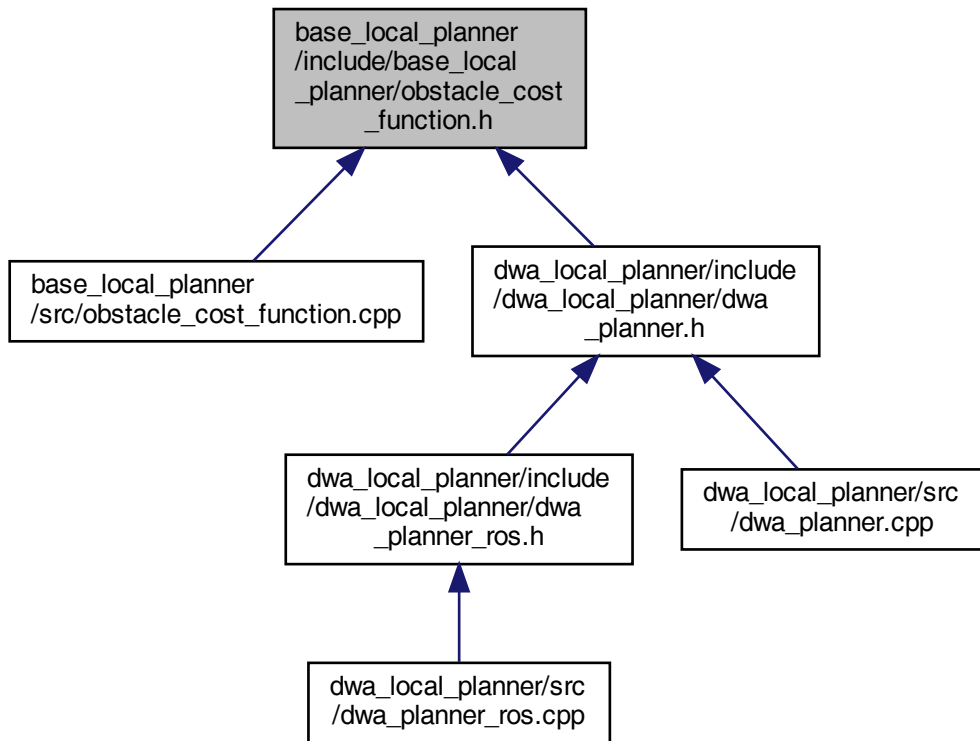 base_local_planner
/include/base_local
_planner/obstacle_cost
_function.h
base_local_planner
/src/obstacle_cost_function.cpp
dwa_local_planner/include
/dwa_local_planner/dwa
_planner.h
dwa_local_planner/include
/dwa_local_planner/dwa
_planner_ros.h
dwa_local_planner/src
/dwa_planner.cpp
dwa_local_planner/src
/dwa_planner_ros.cpp